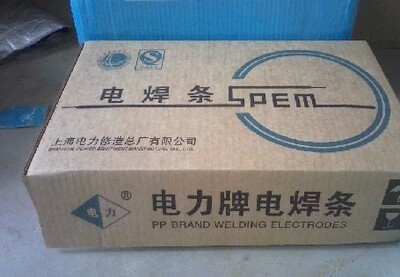 电焊条 SPEM
上海电力修造总厂有限公司
电力 ®
电力牌电焊条
PP BRAND WELDING ELECTRODES